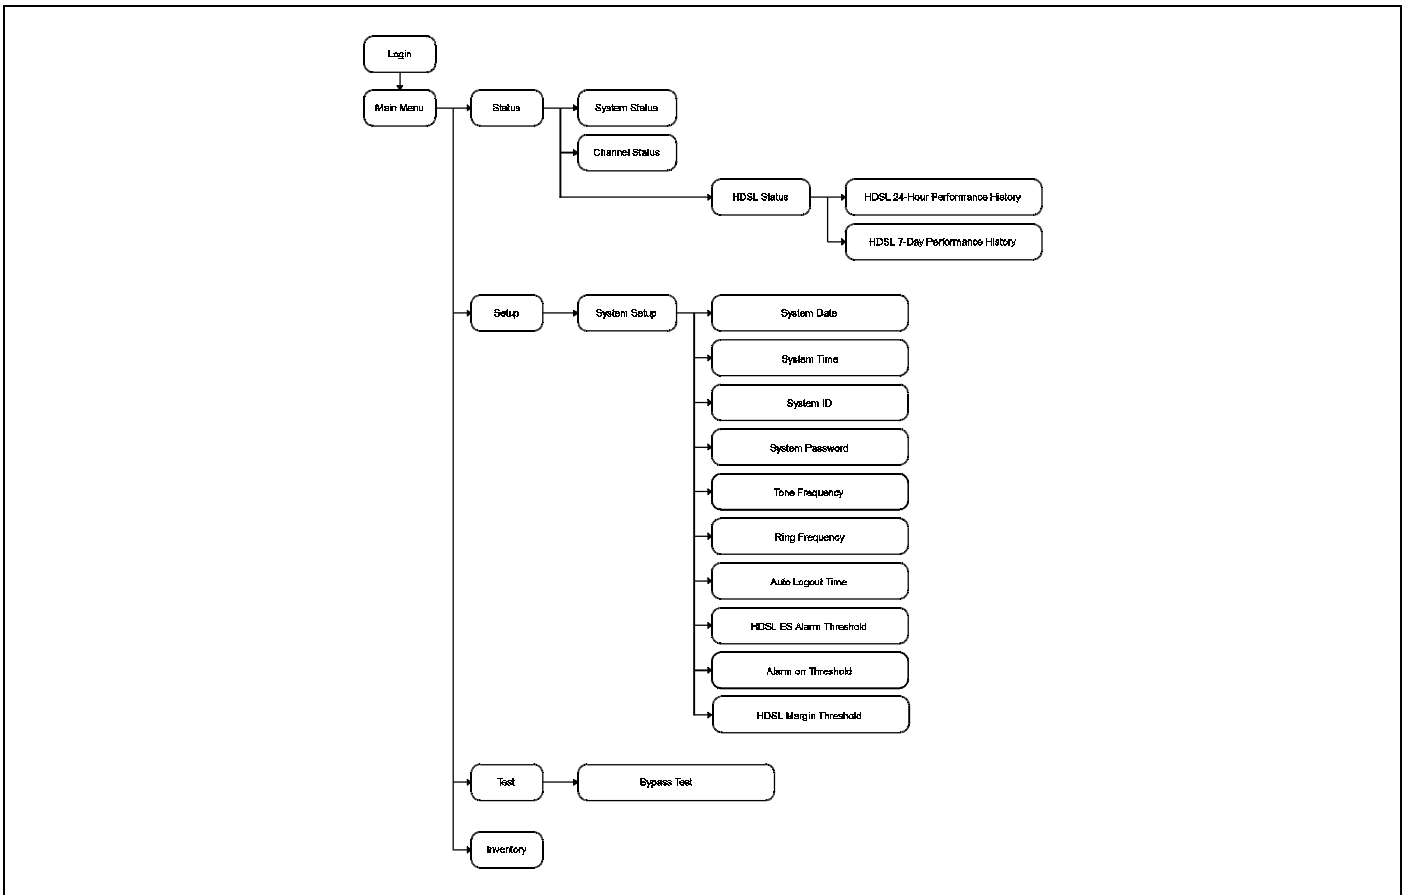 Login
Main Menu
Status
System Status
Channel Status
HDSL Status
HDSL 24-Hour Performance History
HDSL 7-Day Performance History
Setup
System Setup
System Date
System Time
System ID
System Password
Tone Frequency
Ring Frequency
Auto Logout Time
HDSL ES Alarm Threshold
Alarm on Threshold
HDSL Margin Threshold
Test
Bypass Test
Inventory